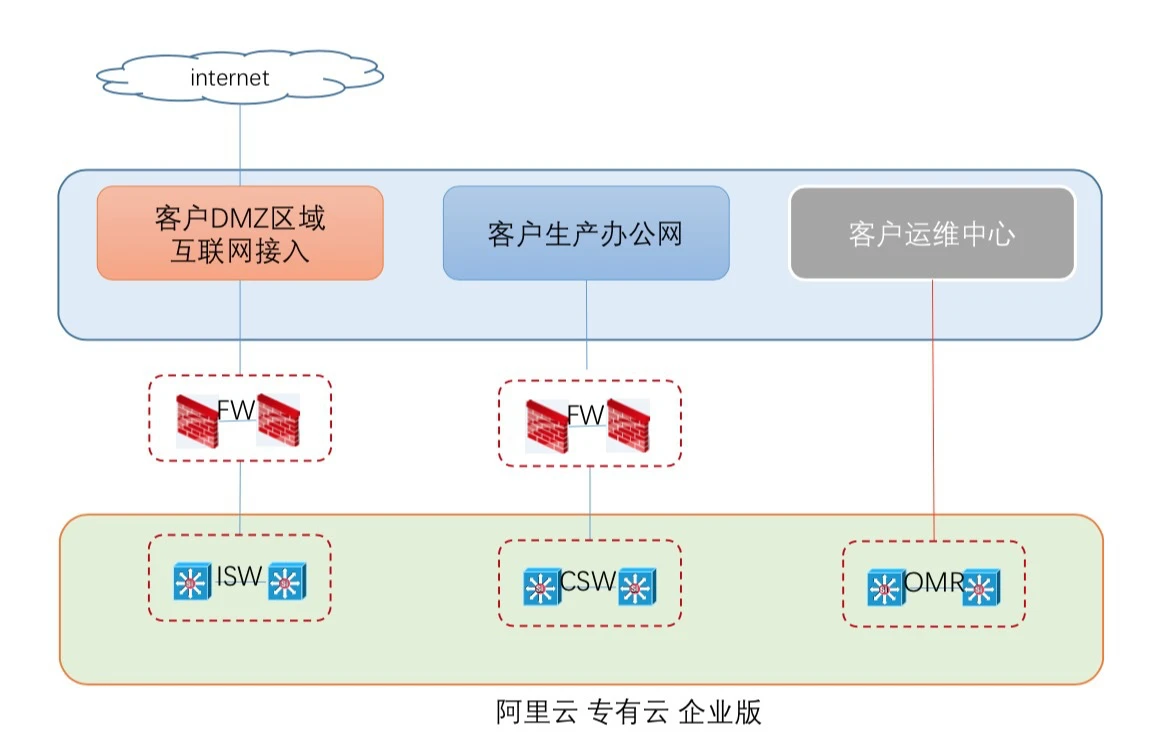 internet
客户DMZ区域
互联网接入
客户生产办公网
客户运维中心
FW
FW
ISW
CSW
OMR
阿里云 专有云 企业版